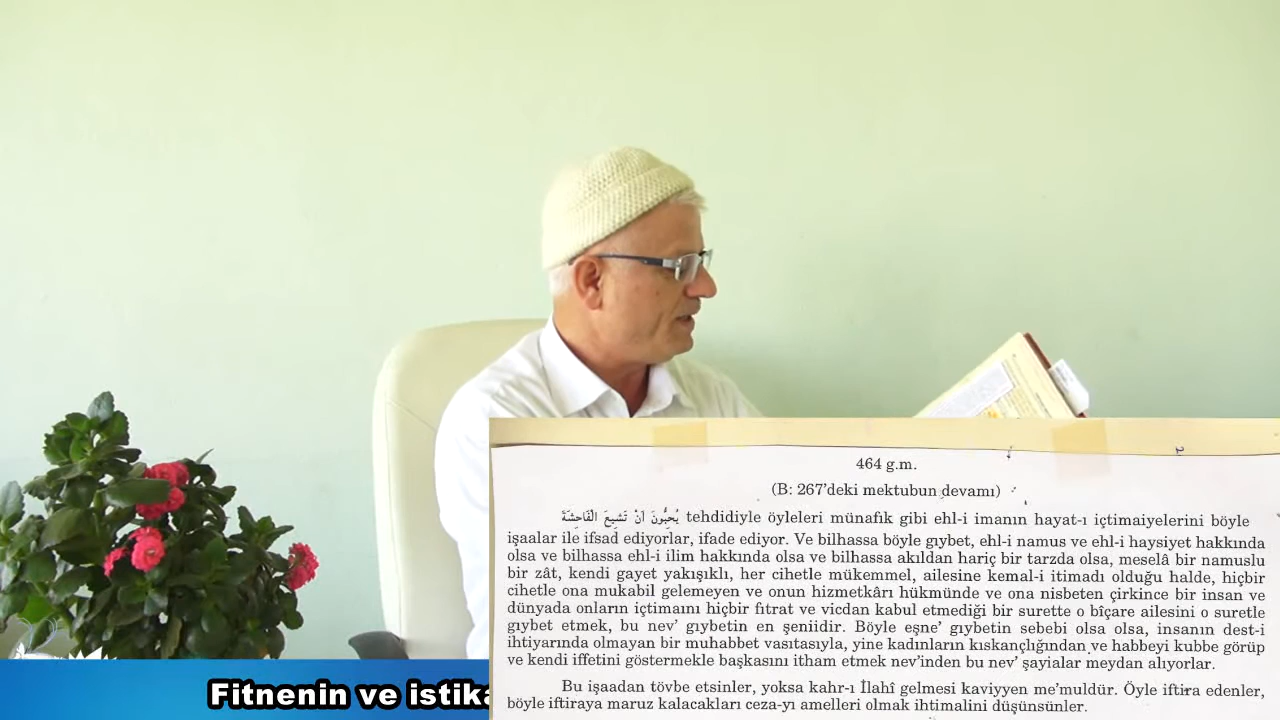 464 g.m.
(B: 267'deki mektubun devamı)
يُحِبُّونَ اَنْ تَشِيعَ الْفَاحِشَةُ tehdidiyle öyleleri münafık gibi ehl-i imanın hayat-ı içtimaiyelerini böyle
işaalar ile ifsad ediyorlar, ifade ediyor. Ve bilhassa böyle gıybet, ehl-i namus ve ehl-i haysiyet hakkında
olsa ve bilhassa ehl-i ilim hakkında olsa ve bilhassa akıldan hariç bir tarzda olsa, meselâ bir namuslu
bir zât, kendi gayet yakışıklı, her cihetle mükemmel, ailesine kemal-i itimadı olduğu halde, hiçbir
cihetle ona mukabil gelemeyen ve onun hizmetkârı hükmünde ve ona nisbeten çirkince bir insan ve
dünyada onların içtimaını hiçbir fıtrat ve vicdan kabul etmediği bir surette o bîçare ailesini o suretle
gıybet etmek, bu nev' gıybetin en şeniidir. Böyle eşne' gıybetin sebebi olsa olsa, insanın dest-i
ihtiyarında olmayan bir muhabbet vasıtasıyla, yine kadınların kıskançlığından ve habbeyi kubbe görüp
ve kendi iffetini göstermekle başkasını itham etmek nev'inden bu nev' şayialar meydan alıyorlar.
Bu işaadan tövbe etsinler, yoksa kahr-ı İlahî gelmesi kaviyyen me'muldür. Öyle iftira edenler,
böyle iftiraya maruz kalacakları ceza-yı amelleri olmak ihtimalini düşünsünler.
Fitnenin ve istika